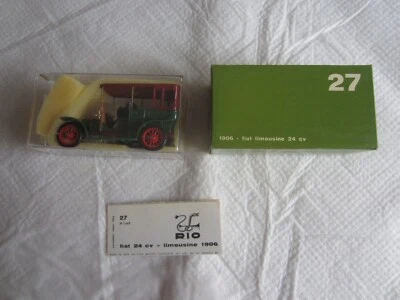 27
1906 - fiat limousine 24 cv
27
RIO
fiat 24 cv - limousine 1906